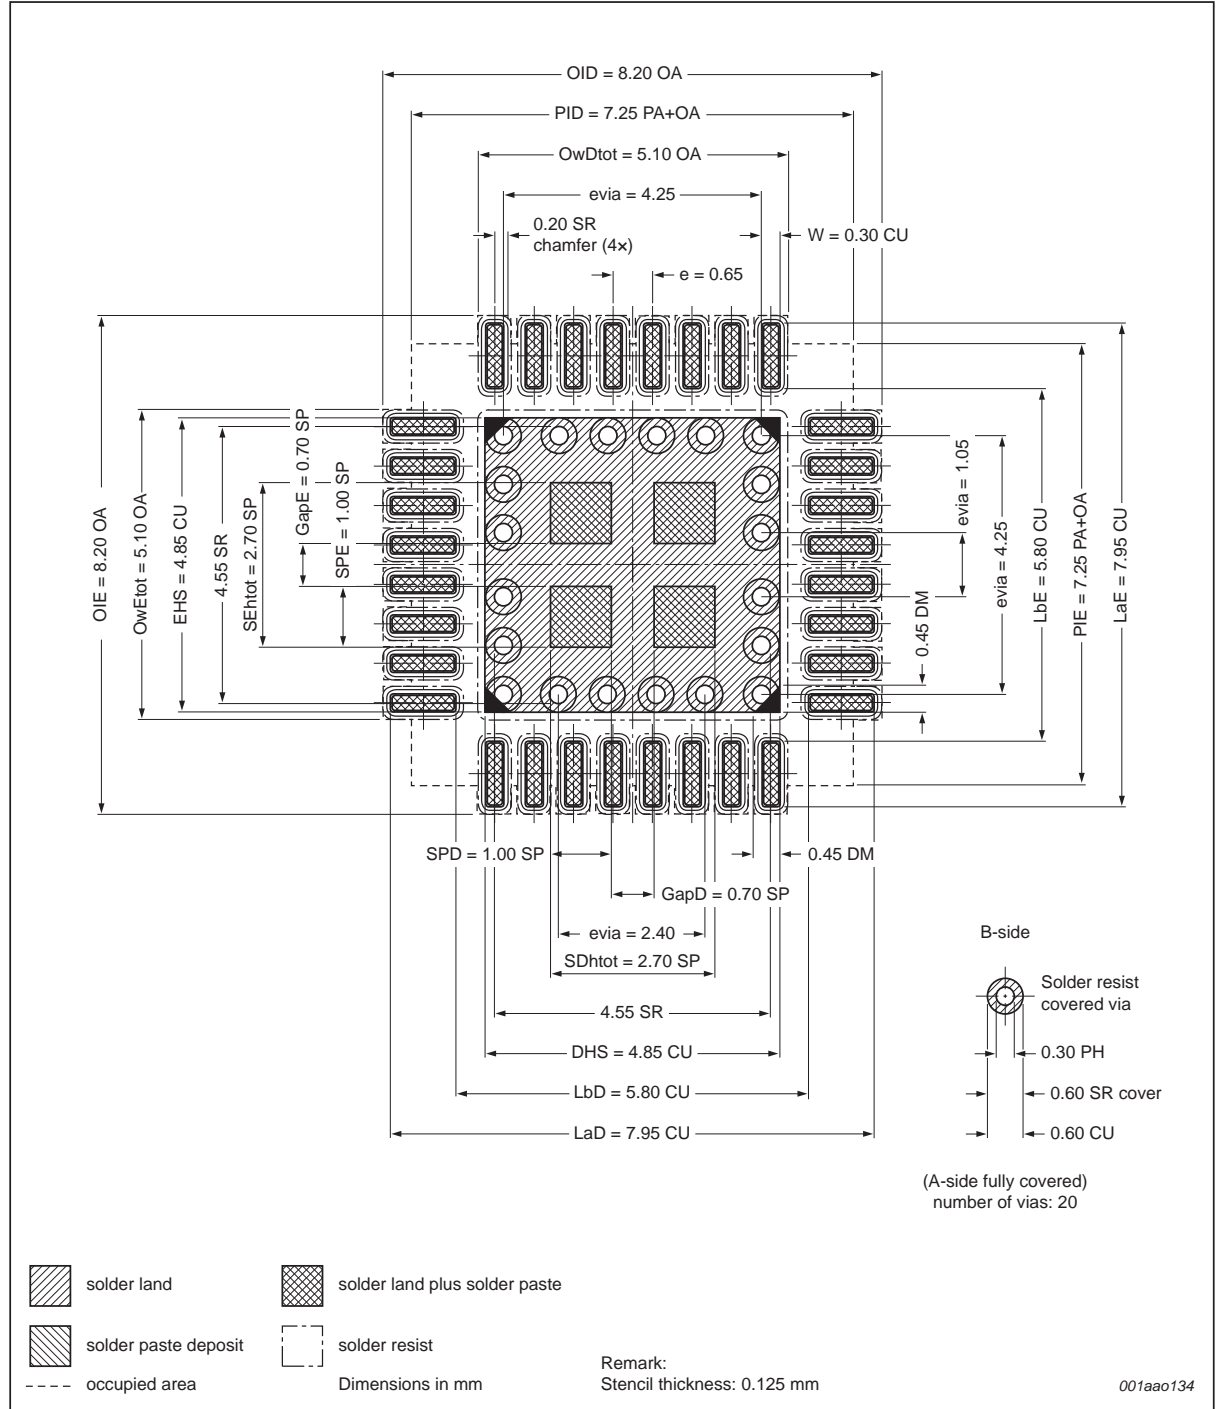 OID = 8.20 OA
PID = 7.25 PA+OA
OwDtot = 5.10 OA
evia = 4.25
0.20 SR
chamfer (4×)
W = 0.30 CU
e = 0.65
OIE = 8.20 OA
OwEtot = 5.10 OA
EHS = 4.85 CU
4.55 SR
SEhtot = 2.70 SP
GapE = 0.70 SP
SPE = 1.00 SP
evia = 1.05
0.45 DM
evia = 4.25
LbE = 5.80 CU
PIE = 7.25 PA+OA
LaE = 7.95 CU
SPD = 1.00 SP
0.45 DM
GapD = 0.70 SP
evia = 2.40
SDhtot = 2.70 SP
4.55 SR
DHS = 4.85 CU
LbD = 5.80 CU
LaD = 7.95 CU
B-side
Solder resist
covered via
0.30 PH
0.60 SR cover
0.60 CU
(A-side fully covered)
number of vias: 20
solder land
solder land plus solder paste
solder paste deposit
solder resist
occupied area
Dimensions in mm
Remark:
Stencil thickness: 0.125 mm
001aao134